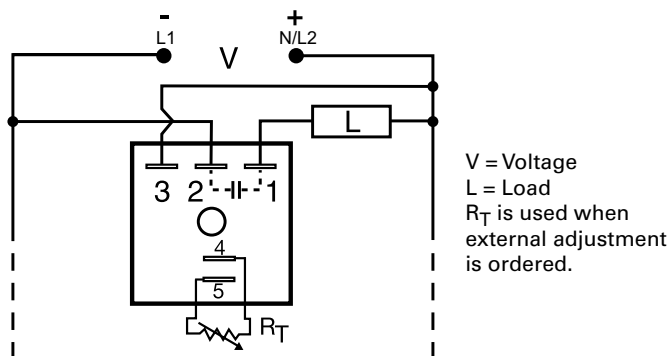 - +
L1 V N/L2
L
3 2 1
4
5
RT
V = Voltage
L = Load
RT is used when
external adjustment
is ordered.